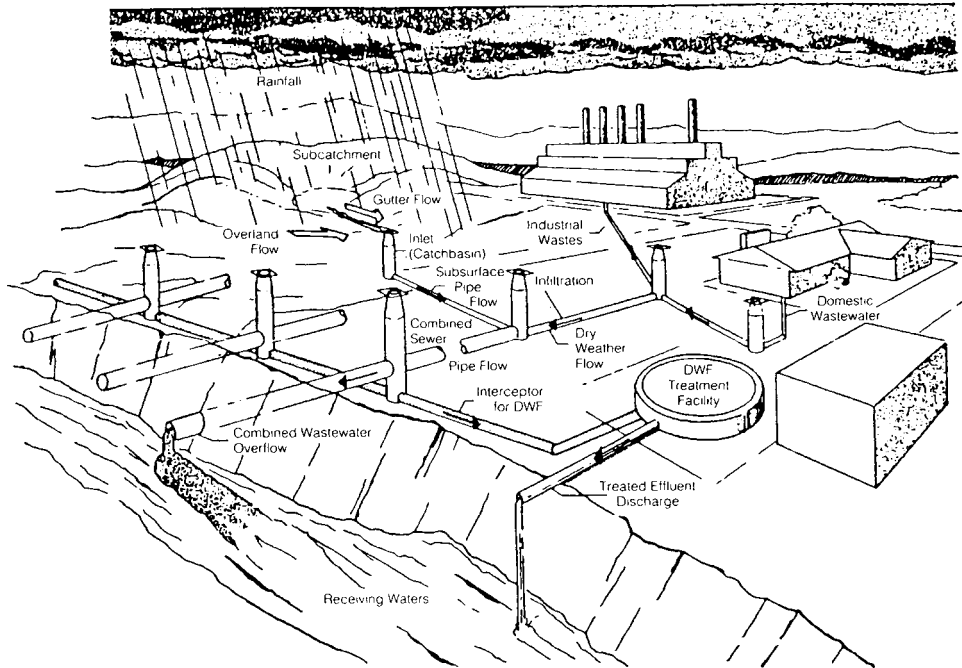 Rainfall
Subcatchment
Gutter Flow
Overland
Flow
Inlet
(Catchbasin)
Industrial
Wastes
Subsurface
Pipe
Flow
Infiltration
Domestic
Wastewater
Combined
Sewer
Dry
Weather
Flow
Pipe Flow
DWF
Treatment
Facility
Interceptor
for DWF
Combined Wastewater
Overflow
Treated Effluent
Discharge
Receiving Waters